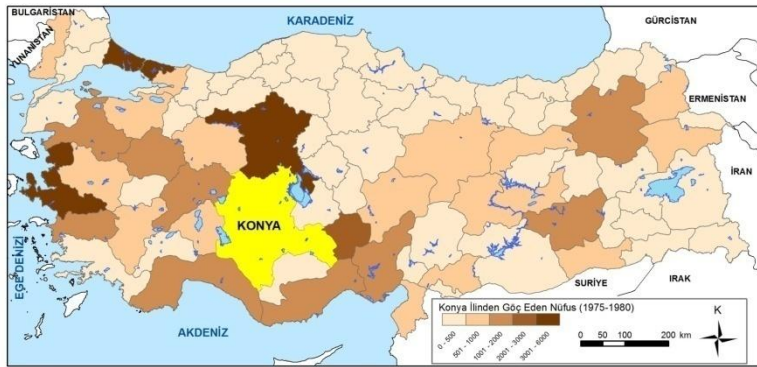 BULGARİSTAN
KARADENİZ
GÜRCİSTAN
YUNANİSTAN
ERMENİSTAN
İRAN
KONYA
EGE DENİZİ
SURİYE
IRAK
AKDENİZ
Konya İlinden Göç Eden Nüfus (1975-1980)
K
0 - 500
501 - 1000
1001 - 2000
2001 - 3000
3001 - 6000
0 50 100 200 km